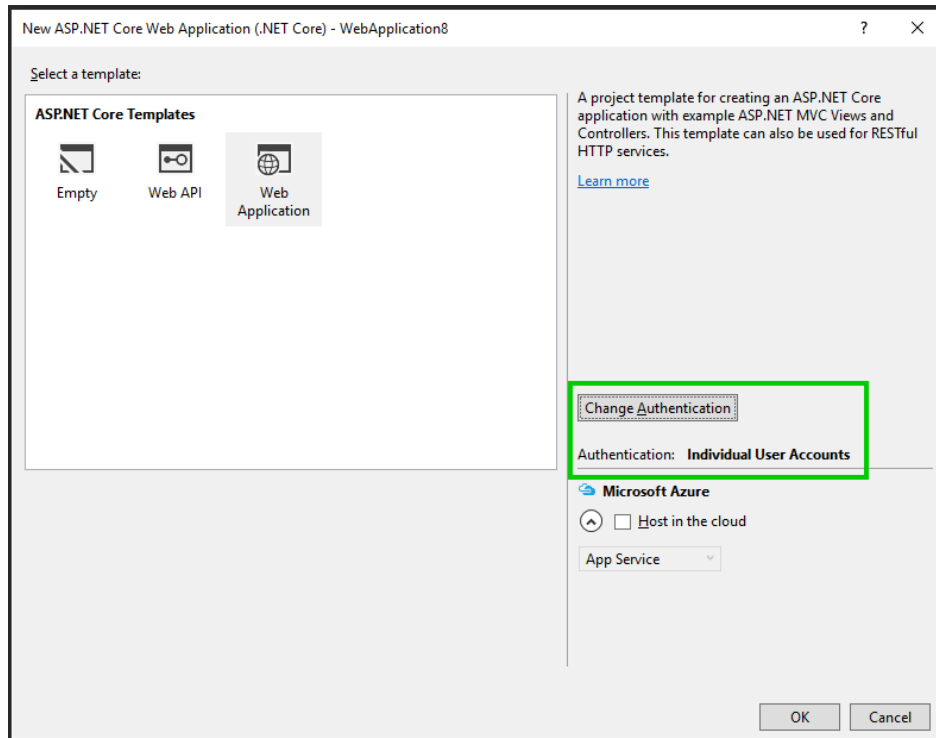 New ASP.NET Core Web Application (.NET Core) - WebApplication8
?
Select a template:
ASP.NET Core Templates
Empty
Web API
Web
Application
A project template for creating an ASP.NET Core
application with example ASP.NET MVC Views and
Controllers. This template can also be used for RESTful
HTTP services.
Learn more
Change Authentication
Authentication: Individual User Accounts
Microsoft Azure
Host in the cloud
App Service
OK
Cancel